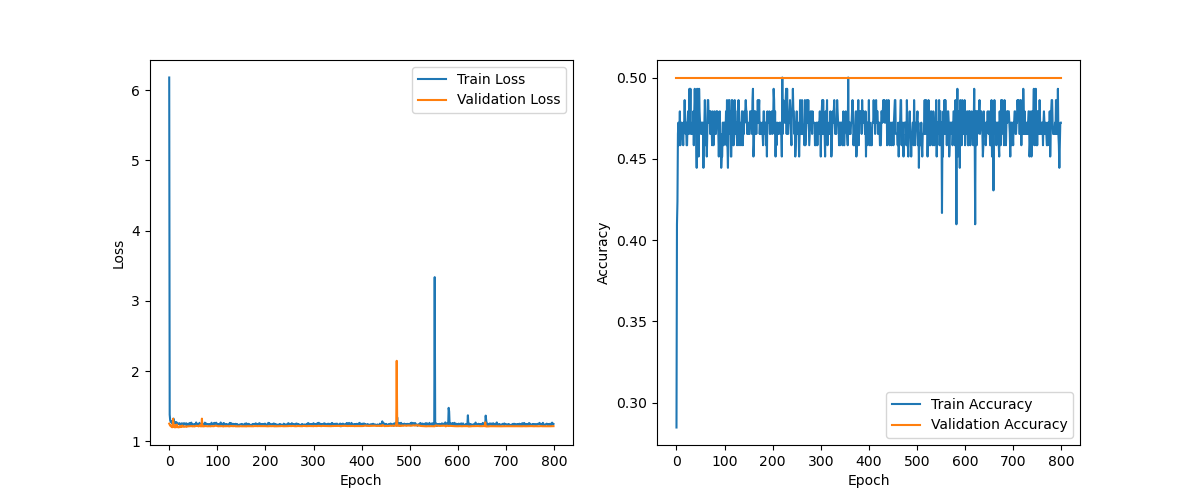 Train Loss
Validation Loss
6
5
4
3
2
1
Loss
0 100 200 300 400 500 600 700 800
Epoch
0.50
0.45
0.40
0.35
0.30
Accuracy
Train Accuracy
Validation Accuracy
0 100 200 300 400 500 600 700 800
Epoch